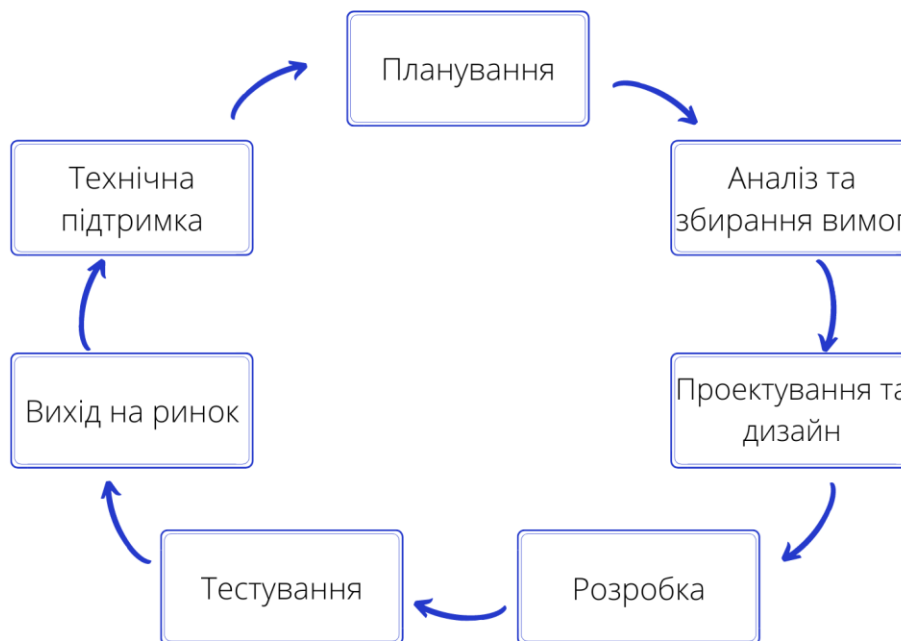 Планування
Аналіз та
збирання вимог
Проектування та
дизайн
Розробка
Тестування
Вихід на ринок
Технічна
підтримка